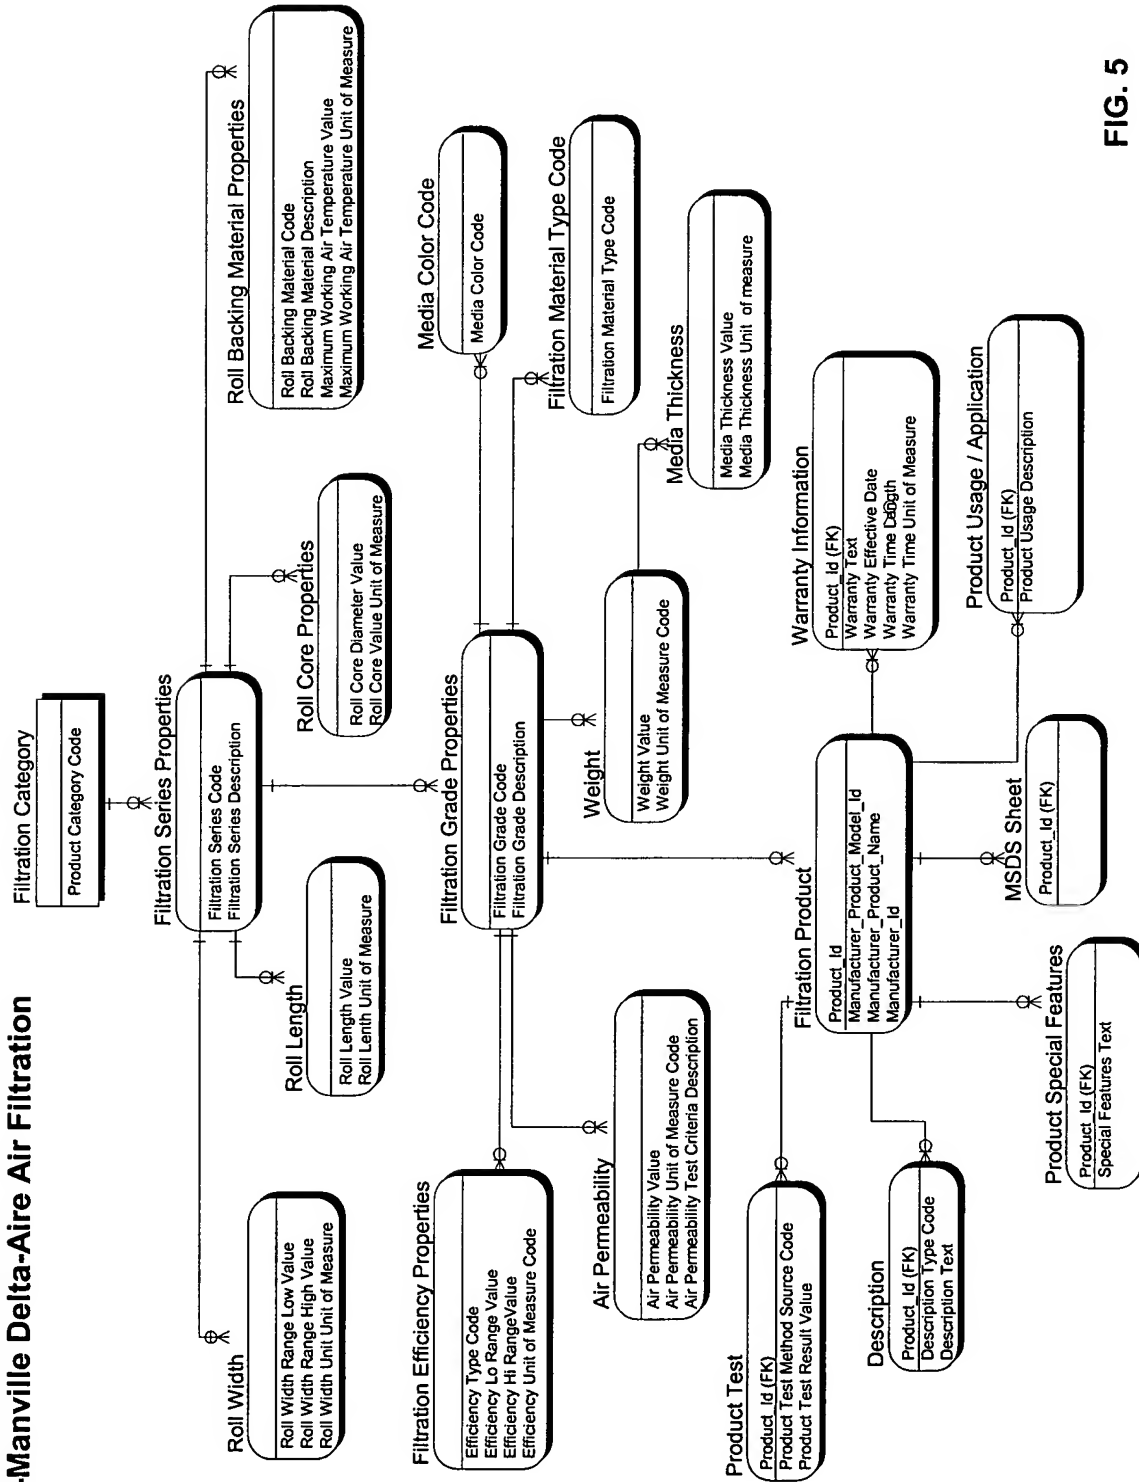 -Manville Delta-Aire Air Filtration
Filtration Category
Product Category Code
Filtration Series Properties
Filtration Series Code
Filtration Series Description
Roll Width
Roll Width Range Low Value
Roll Width Range High Value
Roll Width Unit of Measure
Roll Length
Roll Length Value
Roll Lenth Unit of Measure
Roll Core Properties
Roll Core Diameter Value
Roll Core Value Unit of Measure
Roll Backing Material Properties
Roll Backing Material Code
Roll Backing Material Description
Maximum Working Air Temperature Value
Maximum Working Air Temperature Unit of Measure
Filtration Efficiency Properties
Efficiency Type Code
Efficiency Lo Range Value
Efficiency Hi RangeValue
Efficiency Unit of Measure Code
Filtration Grade Properties
Filtration Grade Code
Filtration Grade Description
Media Color Code
Media Color Code
Filtration Material Type Code
Filtration Material Type Code
Air Permeability
Air Permeability Value
Air Permeability Unit of Measure Code
Air Permeability Test Criteria Description
Weight
Weight Value
Weight Unit of Measure Code
Media Thickness
Media Thickness Value
Media Thickness Unit of measure
Product Test
Product_Id (FK)
Product Test Method Source Code
Product Test Result Value
Filtration Product
Product_Id
Manufacturer_Product_Model_Id
Manufacturer_Product_Name
Manufacturer_Id
Warranty Information
Product_Id (FK)
Warranty Text
Warranty Effective Date
Warranty Time Length
Warranty Time Unit of Measure
Description
Product_Id (FK)
Description Type Code
Description Text
Product Usage / Application
Product_Id (FK)
Product Usage Description
Product Special Features
Product_Id (FK)
Special Features Text
MSDS Sheet
Product_Id (FK)
FIG. 5